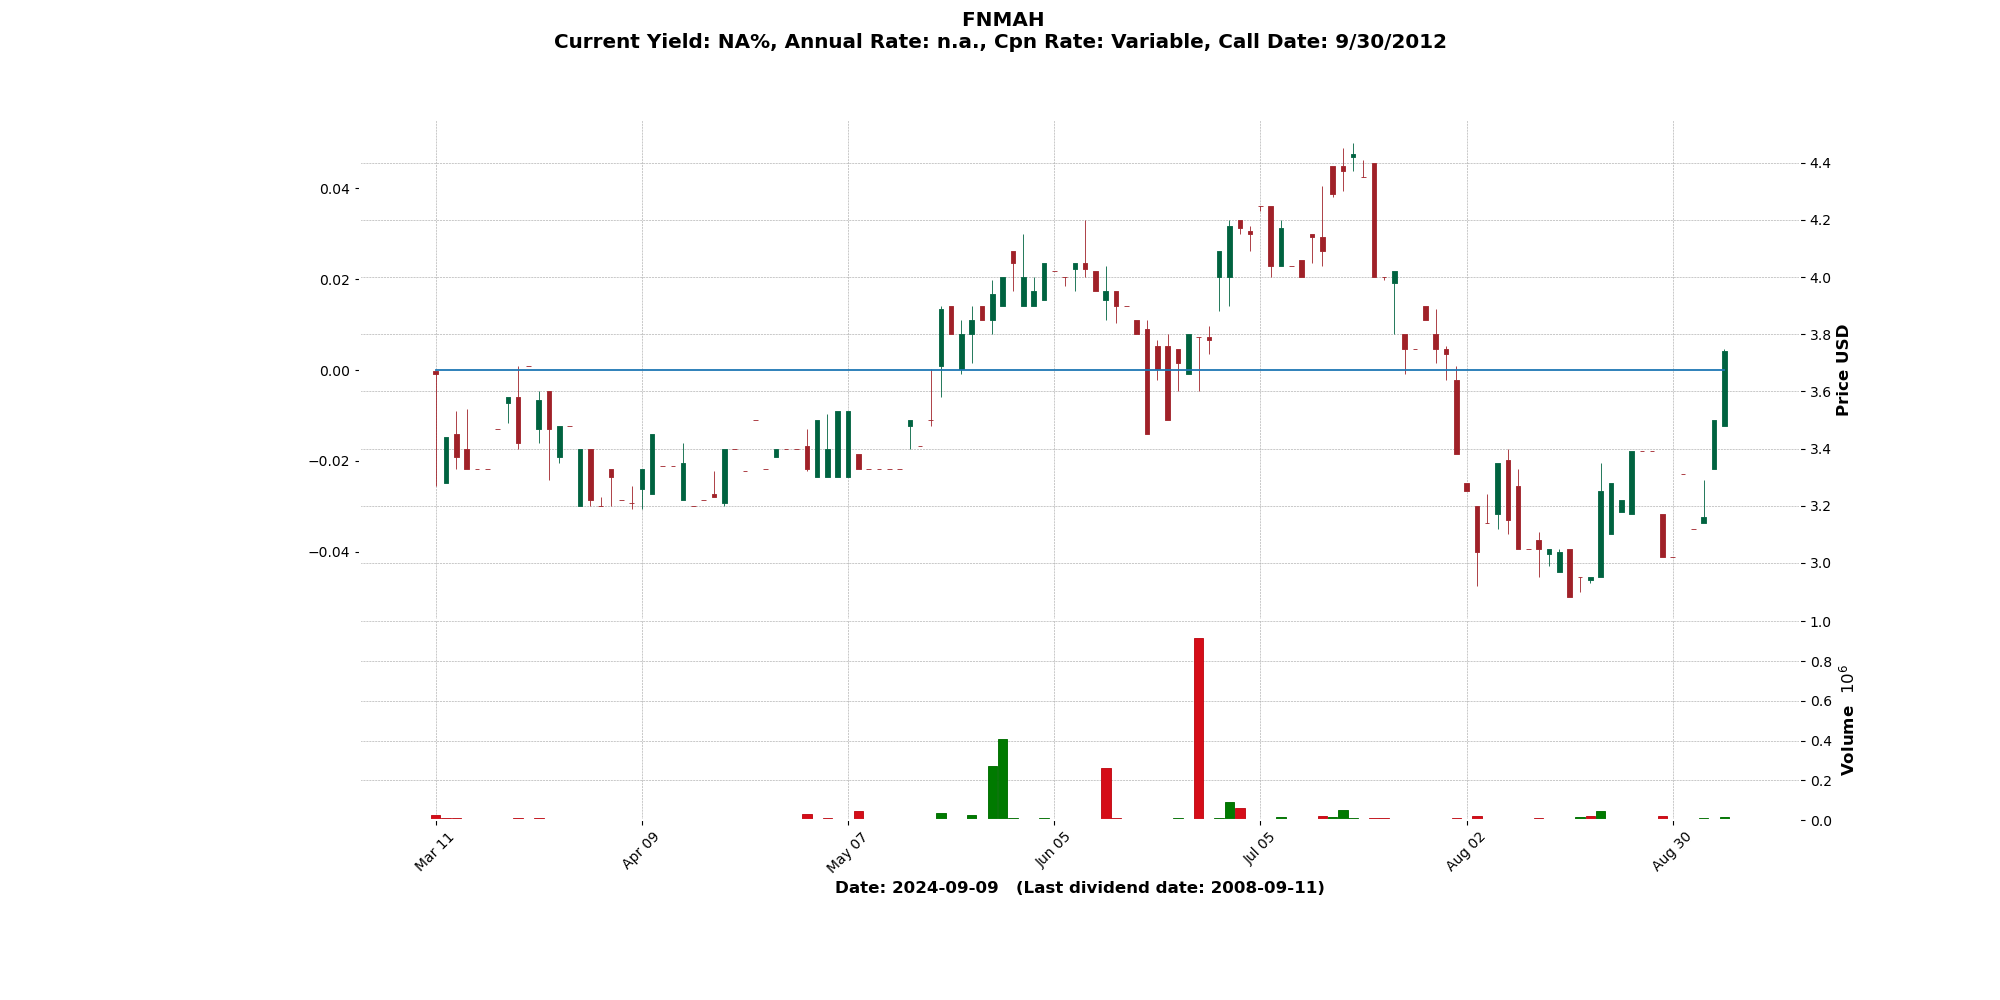 FNMAH
Current Yield: NA%, Annual Rate: n.a., Cpn Rate: Variable, Call Date: 9/30/2012
0.04
0.02
0.00
−0.02
−0.04
4.4
4.2
4.0
3.8
3.6
3.4
3.2
3.0
Price USD
1.0
0.8
0.6
0.4
0.2
0.0
Volume 10^6
Mar 11
Apr 09
May 07
Jun 05
Jul 05
Aug 02
Aug 30
Date: 2024-09-09 (Last dividend date: 2008-09-11)